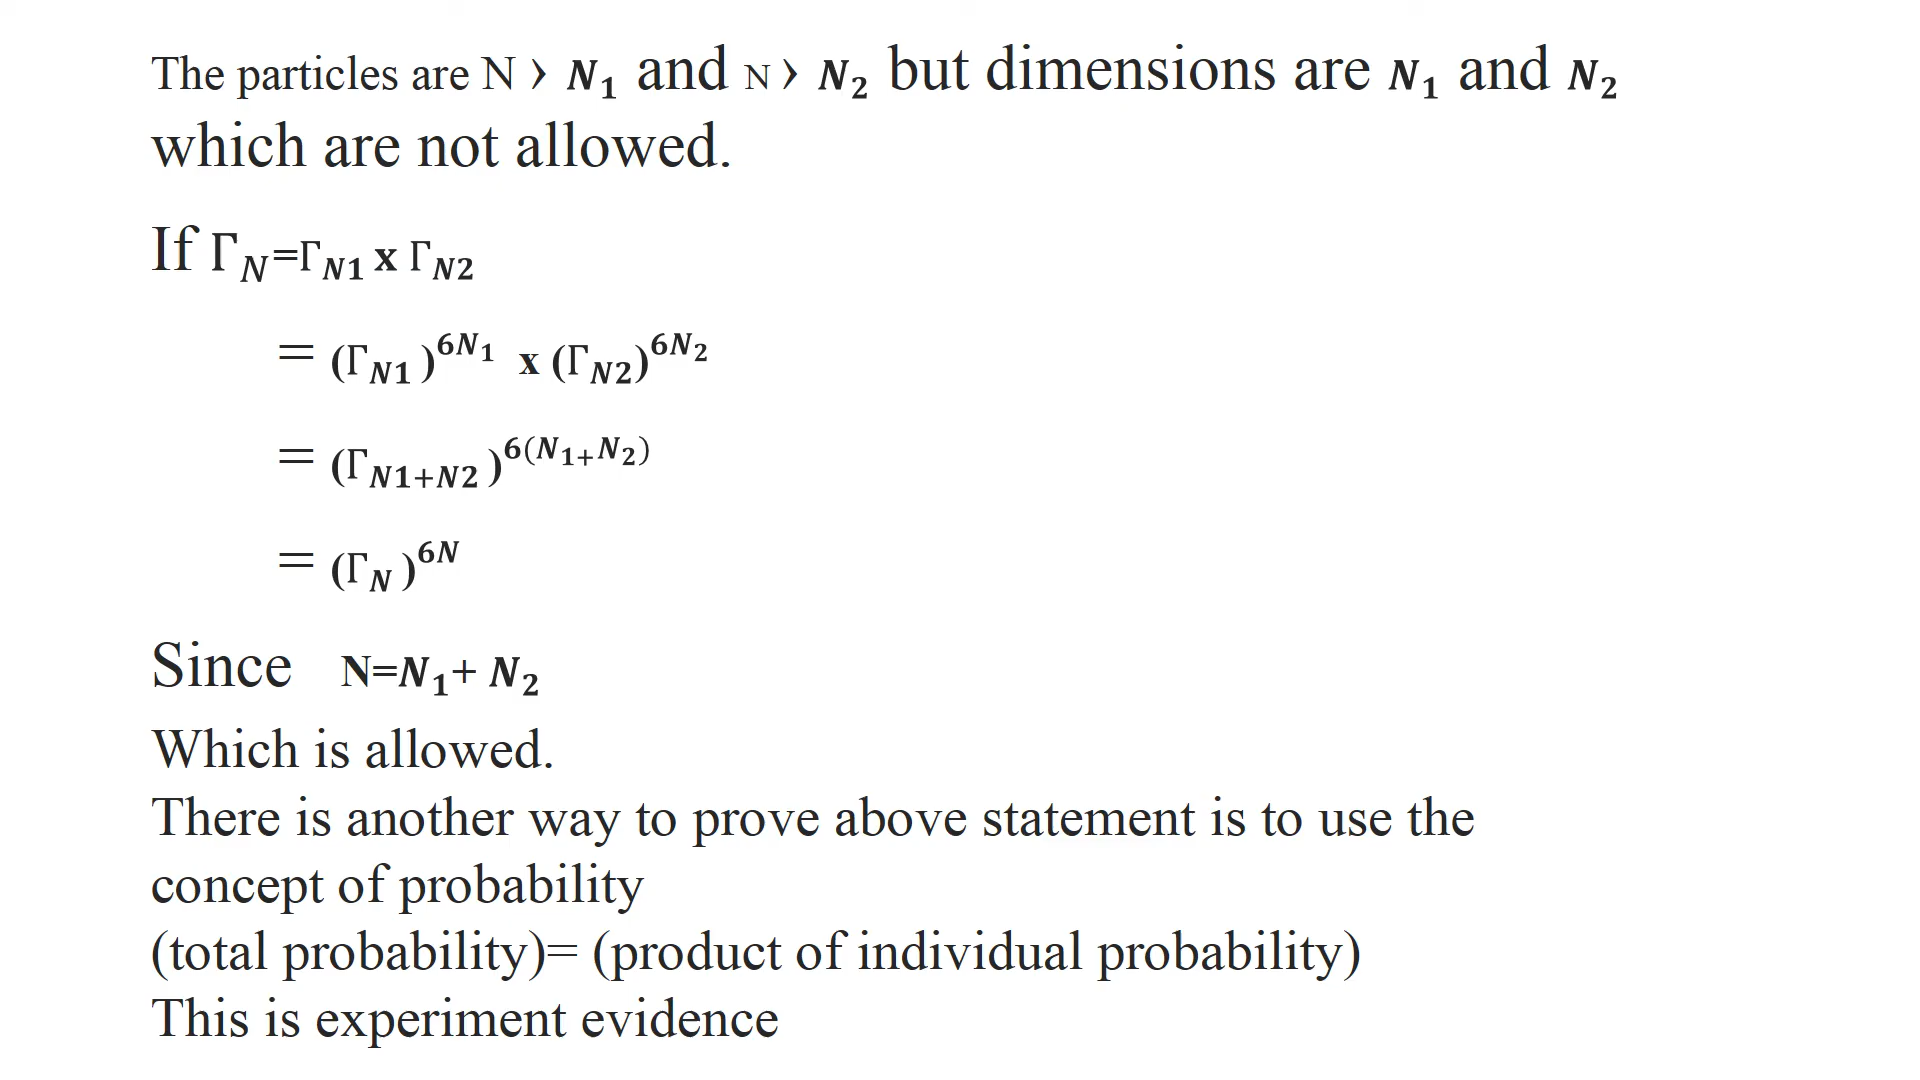 The particles are N › N₁ and N › N₂ but dimensions are N₁ and N₂
which are not allowed.
If Γ_N=Γ_N1 x Γ_N2
= (Γ_N1 )^6N₁ x (Γ_N2)^6N₂
= (Γ_N1+N2 )^6(N₁₊N₂)
= (Γ_N )^6N
Since N=N₁+ N₂
Which is allowed.
There is another way to prove above statement is to use the
concept of probability
(total probability)= (product of individual probability)
This is experiment evidence